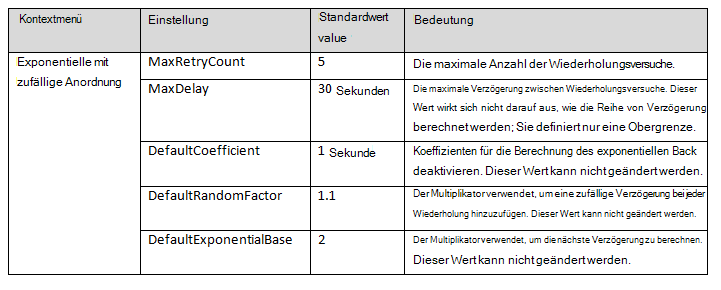 Kontextmenü Einstellung Standardwert Bedeutung
value
Exponentielle mit MaxRetryCount 5 Die maximale Anzahl der Wiederholungsversuche.
zufällige Anordnung MaxDelay 30 Sekunden Die maximale Verzögerung zwischen Wiederholungsversuche. Dieser
Wert wirkt sich nicht darauf aus, wie die Reihe von Verzögerung
berechnet werden; Sie definiert nur eine Obergrenze.
DefaultCoefficient 1 Sekunde Koeffizienten für die Berechnung des exponentiellen Back
deaktivieren. Dieser Wert kann nicht geändert werden.
DefaultRandomFactor 1.1 Der Multiplikator verwendet, um eine zufällige Verzögerung bei jeder
Wiederholung hinzuzufügen. Dieser Wert kann nicht geändert werden.
DefaultExponentialBase 2 Der Multiplikator verwendet, um die nächste Verzögerung zu berechnen.
Dieser Wert kann nicht geändert werden.